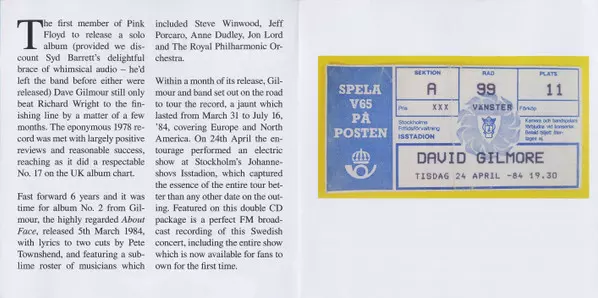 The first member of Pink
Floyd to release a solo
album (provided we dis-
count Syd Barrett's delightful
brace of whimsical audio – he'd
left the band before either were
released) Dave Gilmour still only
beat Richard Wright to the fin-
ishing line by a matter of a few
months. The eponymous 1978 re-
cord was met with largely positive
reviews and reasonable success,
reaching as it did a respectable
No. 17 on the UK album chart.
Fast forward 6 years and it was
time for album No. 2 from Gil-
mour, the highly regarded About
Face, released 5th March 1984,
with lyrics to two cuts by Pete
Townshend, and featuring a sub-
lime roster of musicians which
included Steve Winwood, Jeff
Porcaro, Anne Dudley, Jon Lord
and The Royal Philharmonic Or-
chestra.
Within a month of its release, Gil-
mour and band set out on the road
to tour the record, a jaunt which
lasted from March 31 to July 16,
'84, covering Europe and North
America. On 24th April the en-
tourage performed an electric
show at Stockholm's Johanne-
shovs Isstadion, which captured
the essence of the entire tour bet-
ter than any other date on the out-
ing. Featured on this double CD
package is a perfect FM broad-
cast recording of this Swedish
concert, including the entire show
which is now available for fans to
own for the first time.
SPELA
V65
PÅ
POSTEN
SEKTION RAD PLATS
A 99 11
Pris XXX VÄNSTER Förköp
Stockholms
Fritidsförvaltning
ISSTADION
DAVID GILMORE
TISDAG 24 APRIL -84 19.30